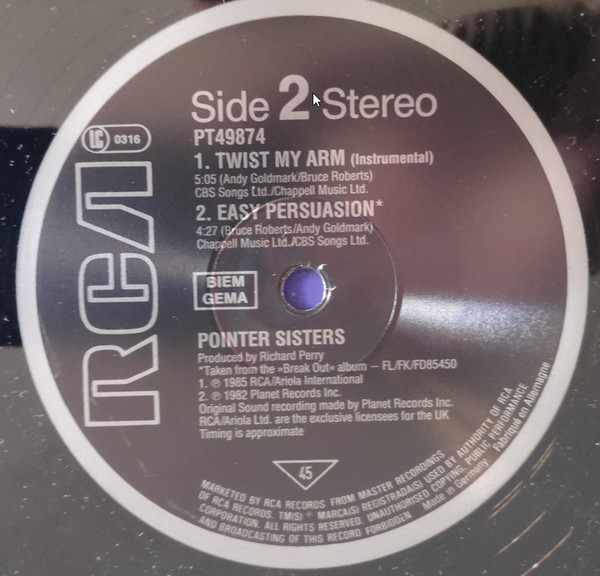 Side 2 Stereo
PT49874
LC 0316
1. TWIST MY ARM (Instrumental)
5:05 (Andy Goldmark/Bruce Roberts)
CBS Songs Ltd./Chappell Music Ltd.
2. EASY PERSUASION*
4:27 (Bruce Roberts/Andy Goldmark)
Chappell Music Ltd./CBS Songs Ltd.
RCA
BIEM
GEMA
POINTER SISTERS
Produced by Richard Perry
*Taken from the »Break Out« album – FL/FK/FD85450
1. ℗ 1985 RCA/Ariola International
2. ℗ 1982 Planet Records Inc.
Original Sound recording made by Planet Records Inc.
RCA/Ariola Ltd. are the exclusive licensees for the UK
Timing is approximate
45
MARKETED BY RCA RECORDS FROM MASTER RECORDINGS
OF RCA RECORDS. TM(S) ® MARCA(S) REGISTRADA(S) USED BY AUTHORITY OF RCA
CORPORATION. ALL RIGHTS RESERVED. UNAUTHORISED COPYING, PUBLIC PERFORMANCE
AND BROADCASTING OF THIS RECORD FORBIDDEN Made in Germany Fabriqué en Allemagne